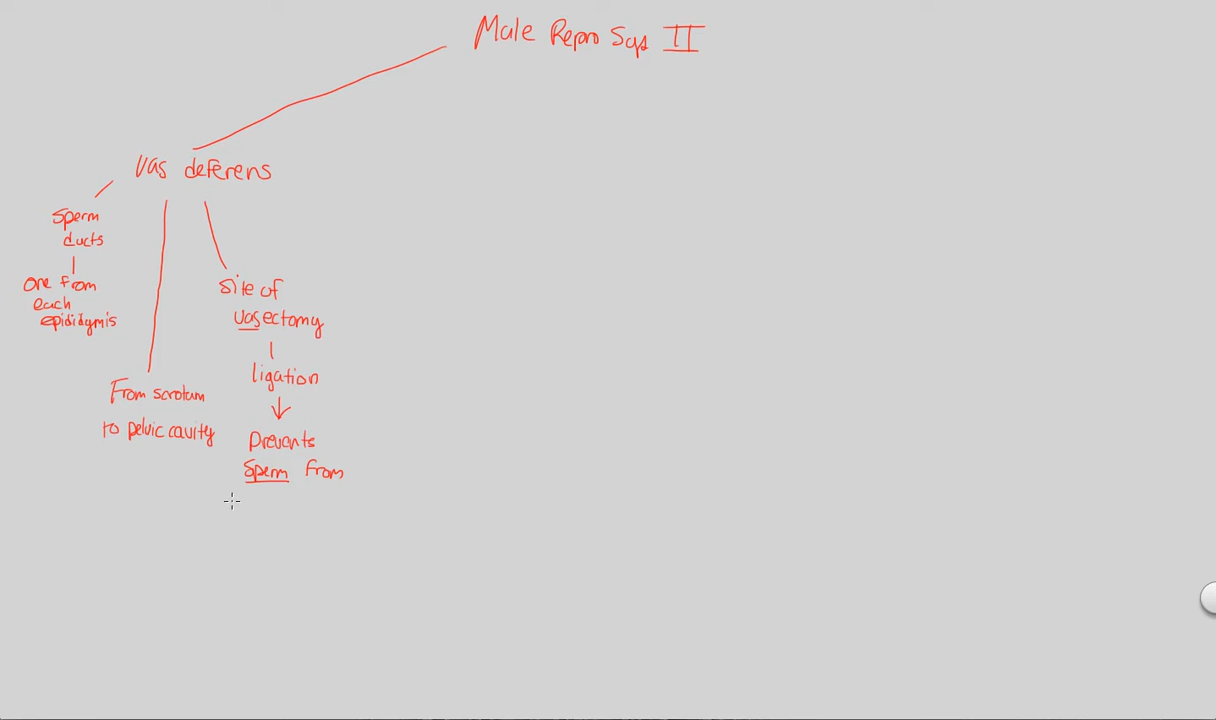 Male Repro Sys II
Vas deferens
Sperm
ducts
One from
each
epididymis
From scrotum
to pelvic cavity
Site of
vasectomy
ligation
Prevents
Sperm from